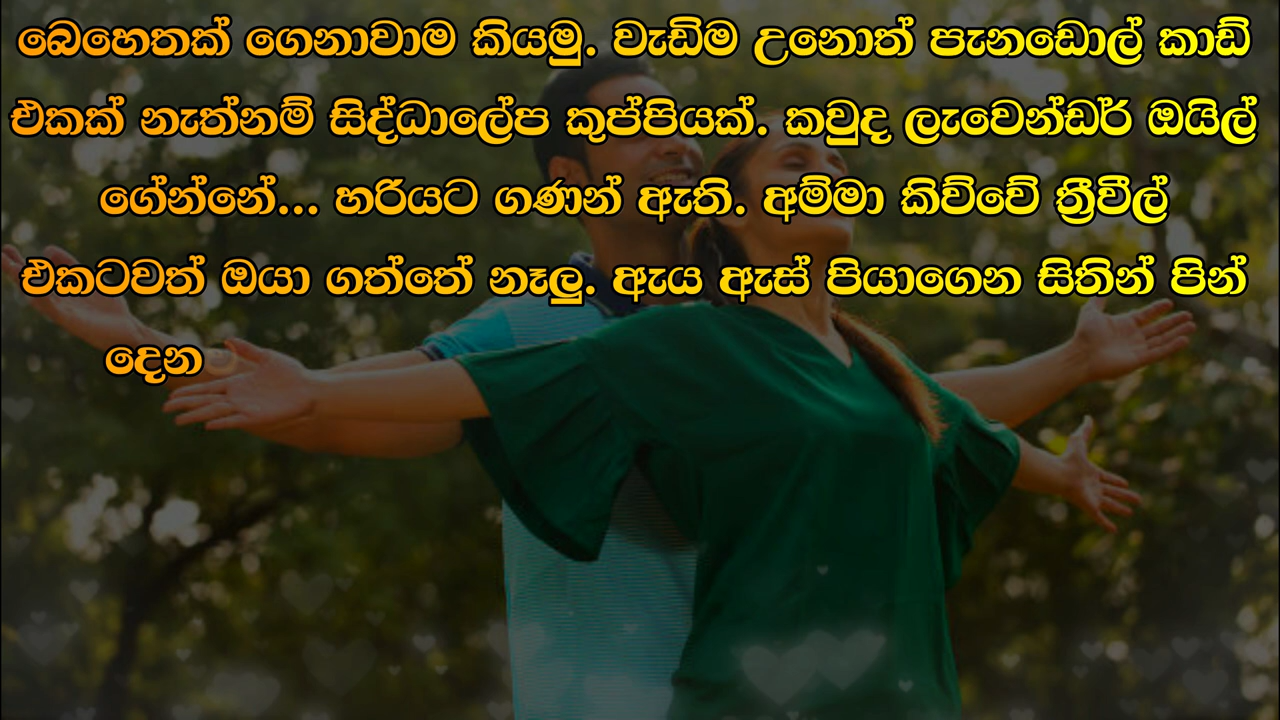 බෙහෙතක් ගෙනාවාම කියමු. වැඩිම උනොත් පැනඩොල් කාඩ්
එකක් නැත්නම් සිද්ධාලේප කුප්පියක්. කවුද ලැවෙන්ඩර් ඔයිල්
ගේන්නේ... හරියට ගණන් ඇති. අම්මා කිව්වේ ත්‍රීවීල්
එකටවත් ඔයා ගත්තේ නෑලු. ඇය ඇස් පියාගෙන සිතින් පින්
දෙන